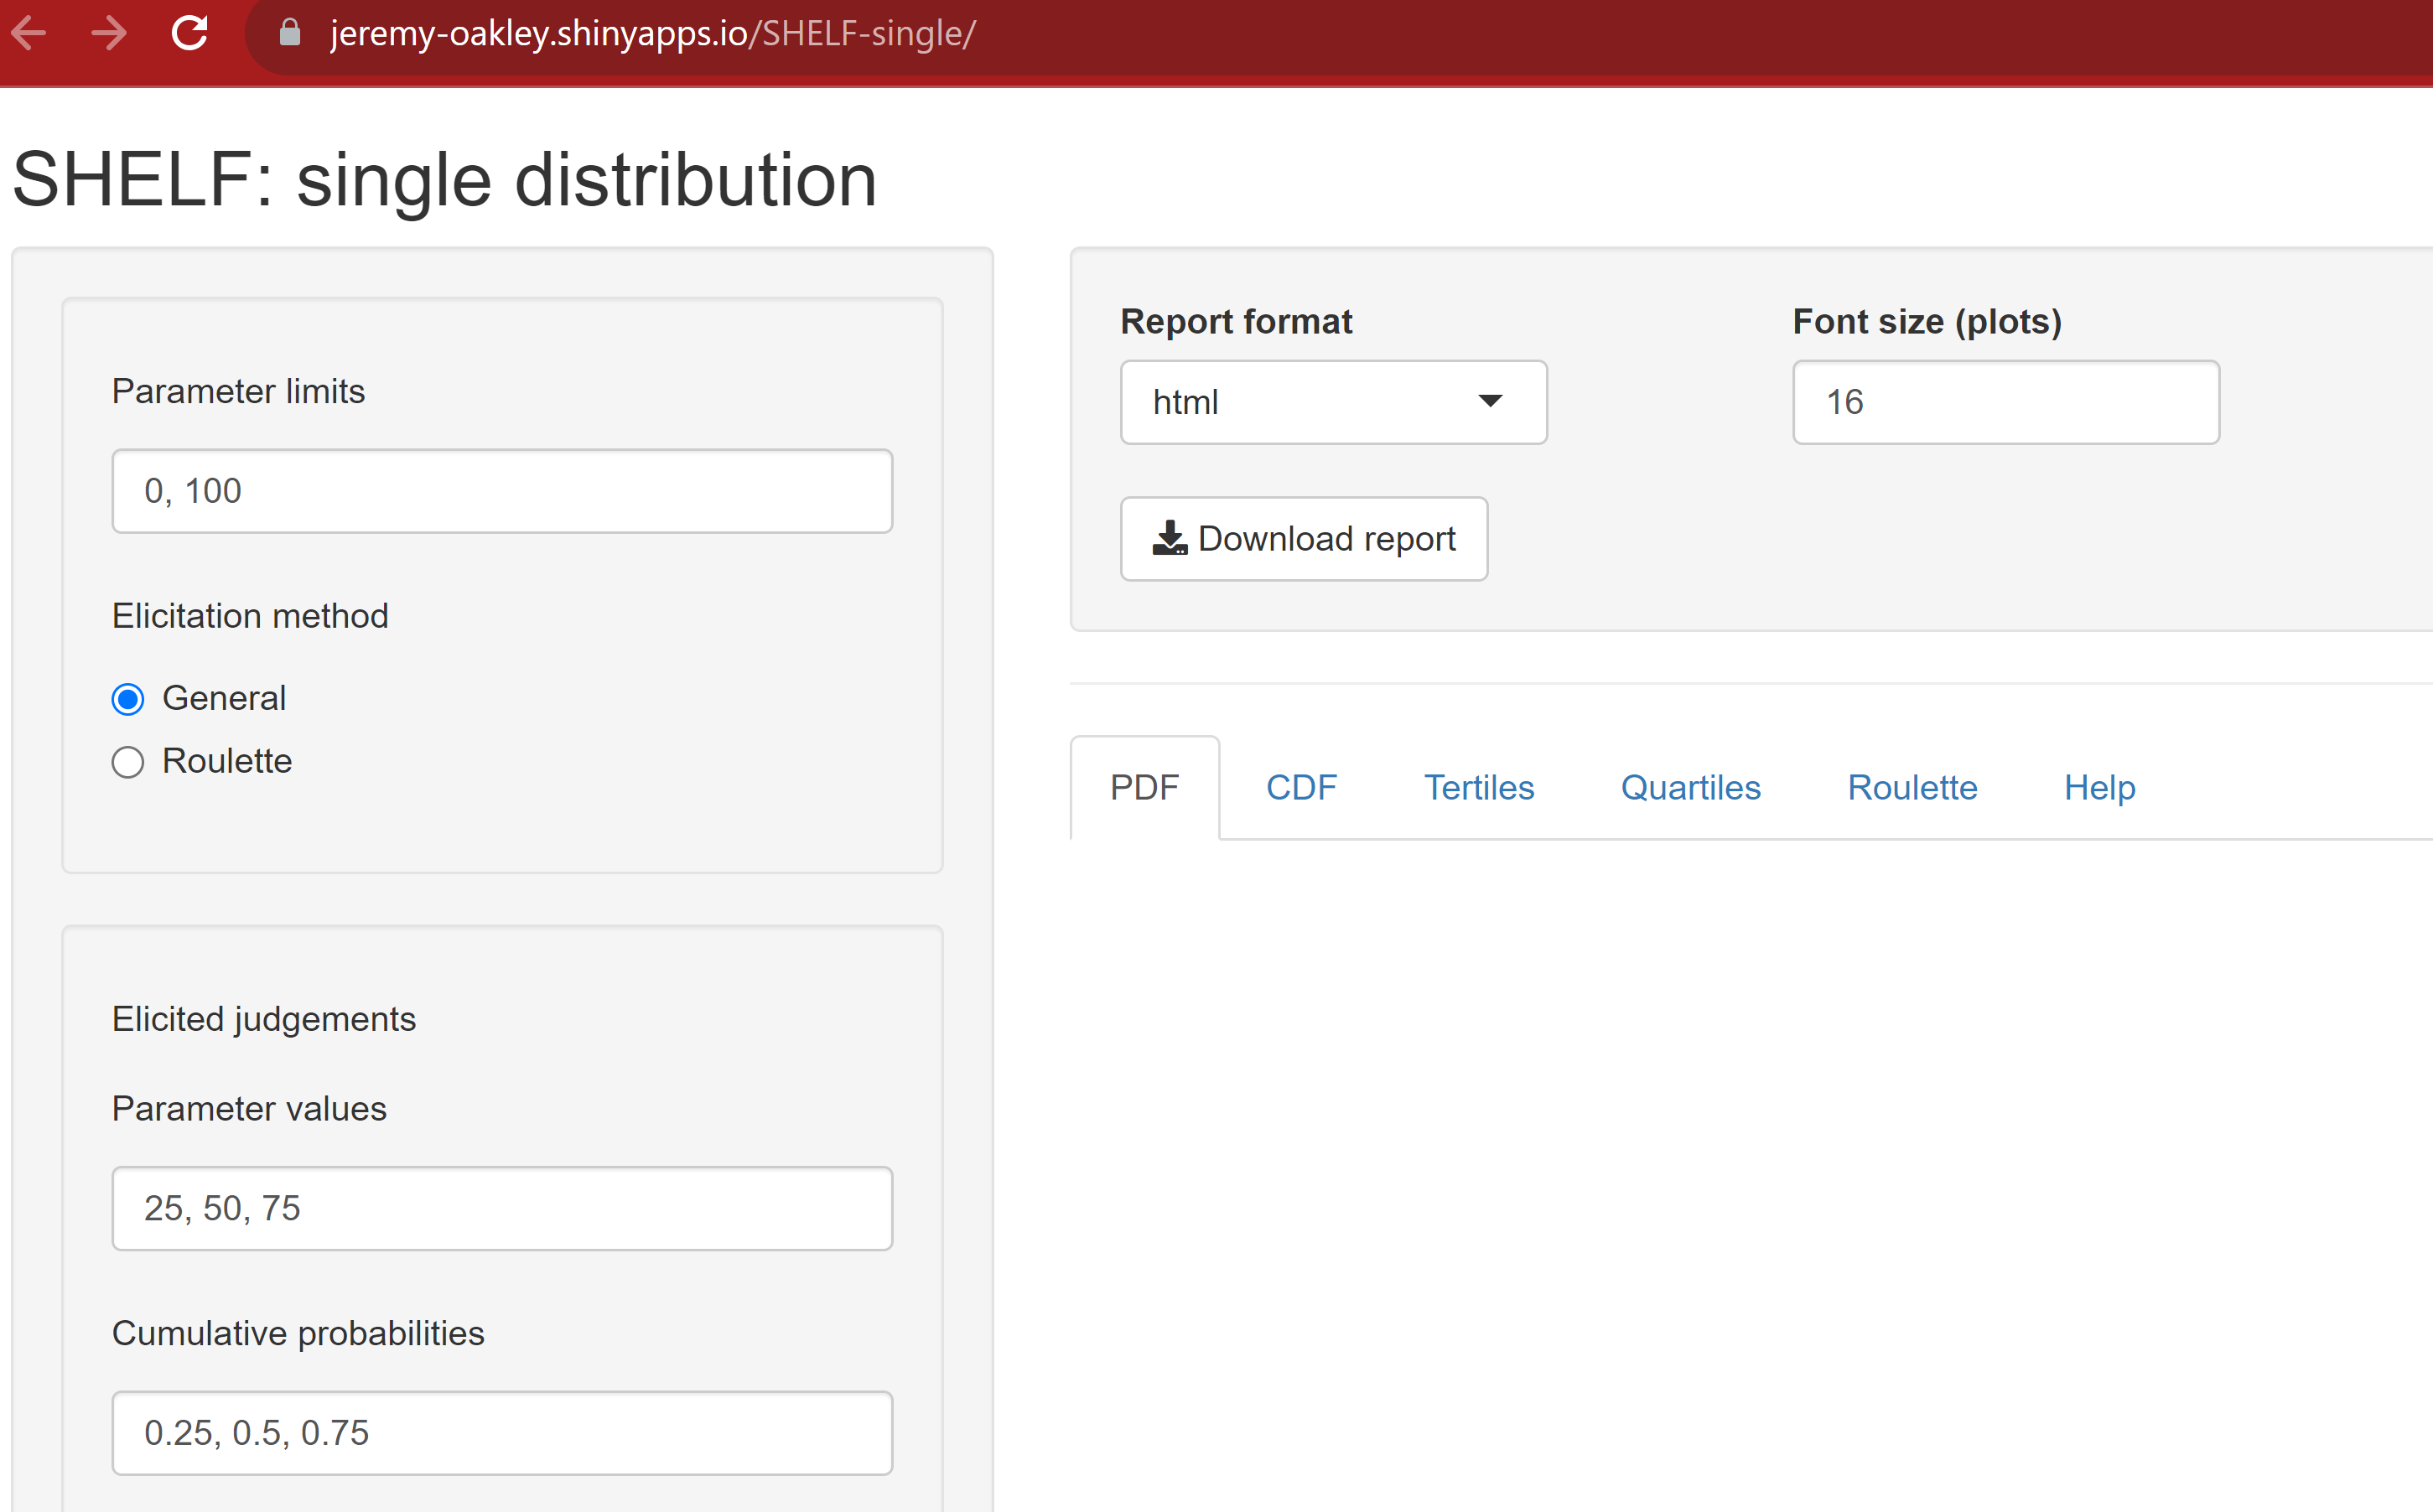 jeremy-oakley.shinyapps.io/SHELF-single/
SHELF: single distribution
Parameter limits
0, 100
Elicitation method
General
Roulette
Elicited judgements
Parameter values
25, 50, 75
Cumulative probabilities
0.25, 0.5, 0.75
Report format
html
Font size (plots)
16
Download report
PDF
CDF
Tertiles
Quartiles
Roulette
Help